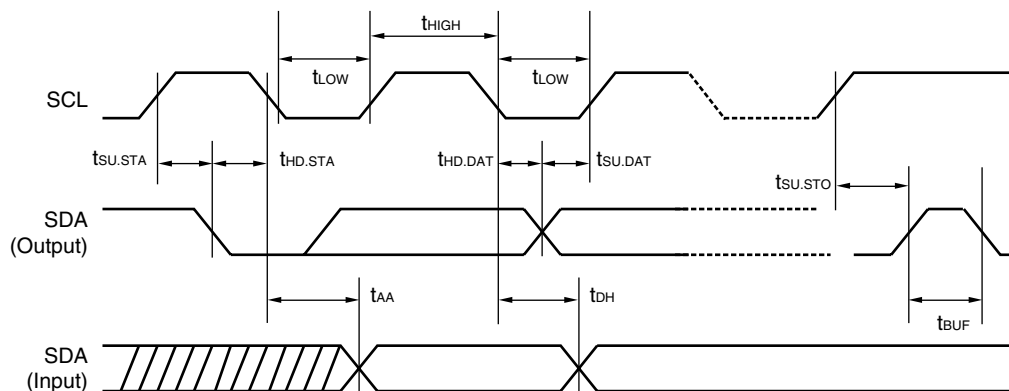 tHIGH
tLOW
tLOW
SCL
tSU.STA
tHD.STA
tHD.DAT
tSU.DAT
tSU.STO
SDA
(Output)
tAA
tDH
tBUF
SDA
(Input)